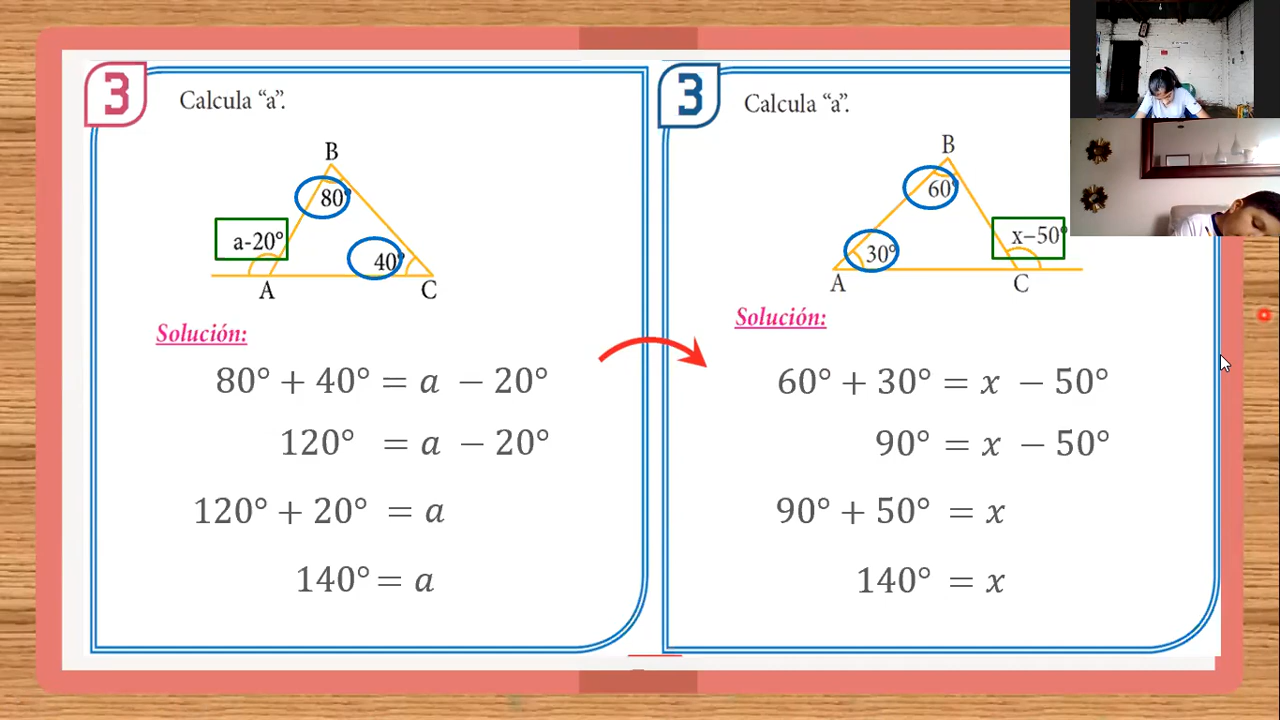 3
Calcula “a”.
B
80°
a-20°
40°
A
C
Solución:
80° + 40° = a − 20°
120° = a − 20°
120° + 20° = a
140° = a
3
Calcula “a”.
B
60°
x−50°
30°
A
C
Solución:
60° + 30° = x − 50°
90° = x − 50°
90° + 50° = x
140° = x